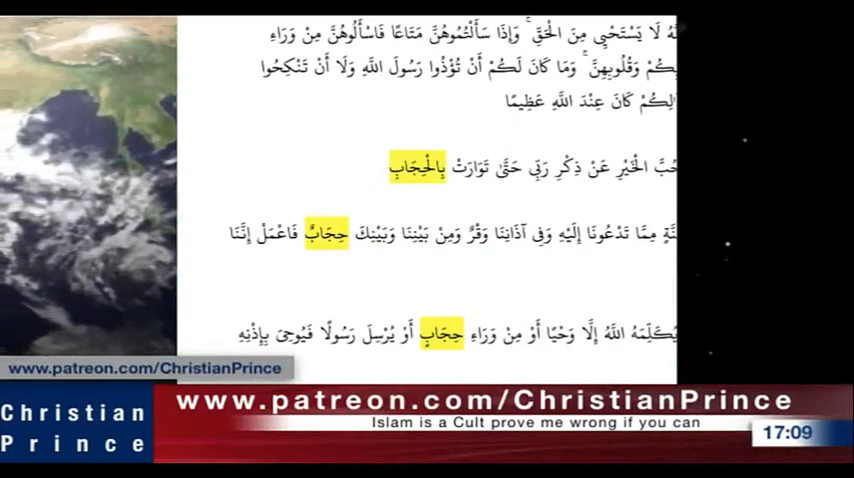 لَّهُ لَا يَسْتَحْيِي مِنَ الْحَقِّ ۚ وَإِذَا سَأَلْتُمُوهُنَّ مَتَاعًا فَاسْأَلُوهُنَّ مِنْ وَرَاءِ
بِكُمْ وَقُلُوبِهِنَّ ۚ وَمَا كَانَ لَكُمْ أَنْ تُؤْذُوا رَسُولَ اللَّهِ وَلَا أَنْ تَنْكِحُوا
لِكُمْ كَانَ عِنْدَ اللَّهِ عَظِيمًا
حُبَّ الْخَيْرِ عَنْ ذِكْرِ رَبِّي حَتَّىٰ تَوَارَتْ بِالْحِجَابِ
نَّةٍ مِمَّا تَدْعُونَا إِلَيْهِ وَفِي آذَانِنَا وَقْرٌ وَمِنْ بَيْنِنَا وَبَيْنِكَ حِجَابٌ فَاعْمَلْ إِنَّنَا
يُكَلِّمَهُ اللَّهُ إِلَّا وَحْيًا أَوْ مِنْ وَرَاءِ حِجَابٍ أَوْ يُرْسِلَ رَسُولًا فَيُوحِيَ بِإِذْنِهِ
www.patreon.com/ChristianPrince
Christian
Prince
www.patreon.com/ChristianPrince
Islam is a Cult prove me wrong if you can
17:09